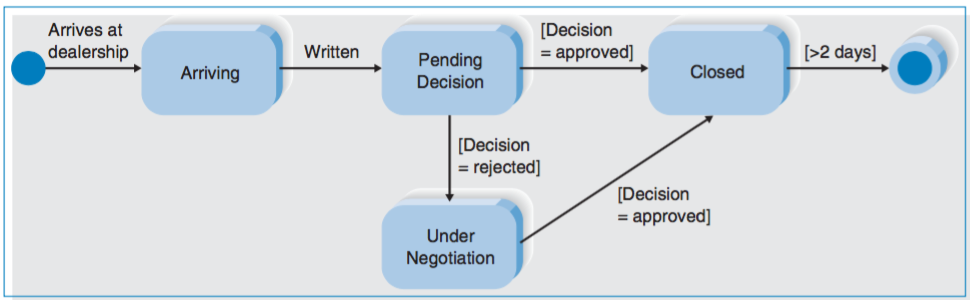 Arrives at
dealership
Arriving
Written
Pending
Decision
[Decision
= approved]
Closed
[>2 days]
[Decision
= rejected]
[Decision
= approved]
Under
Negotiation